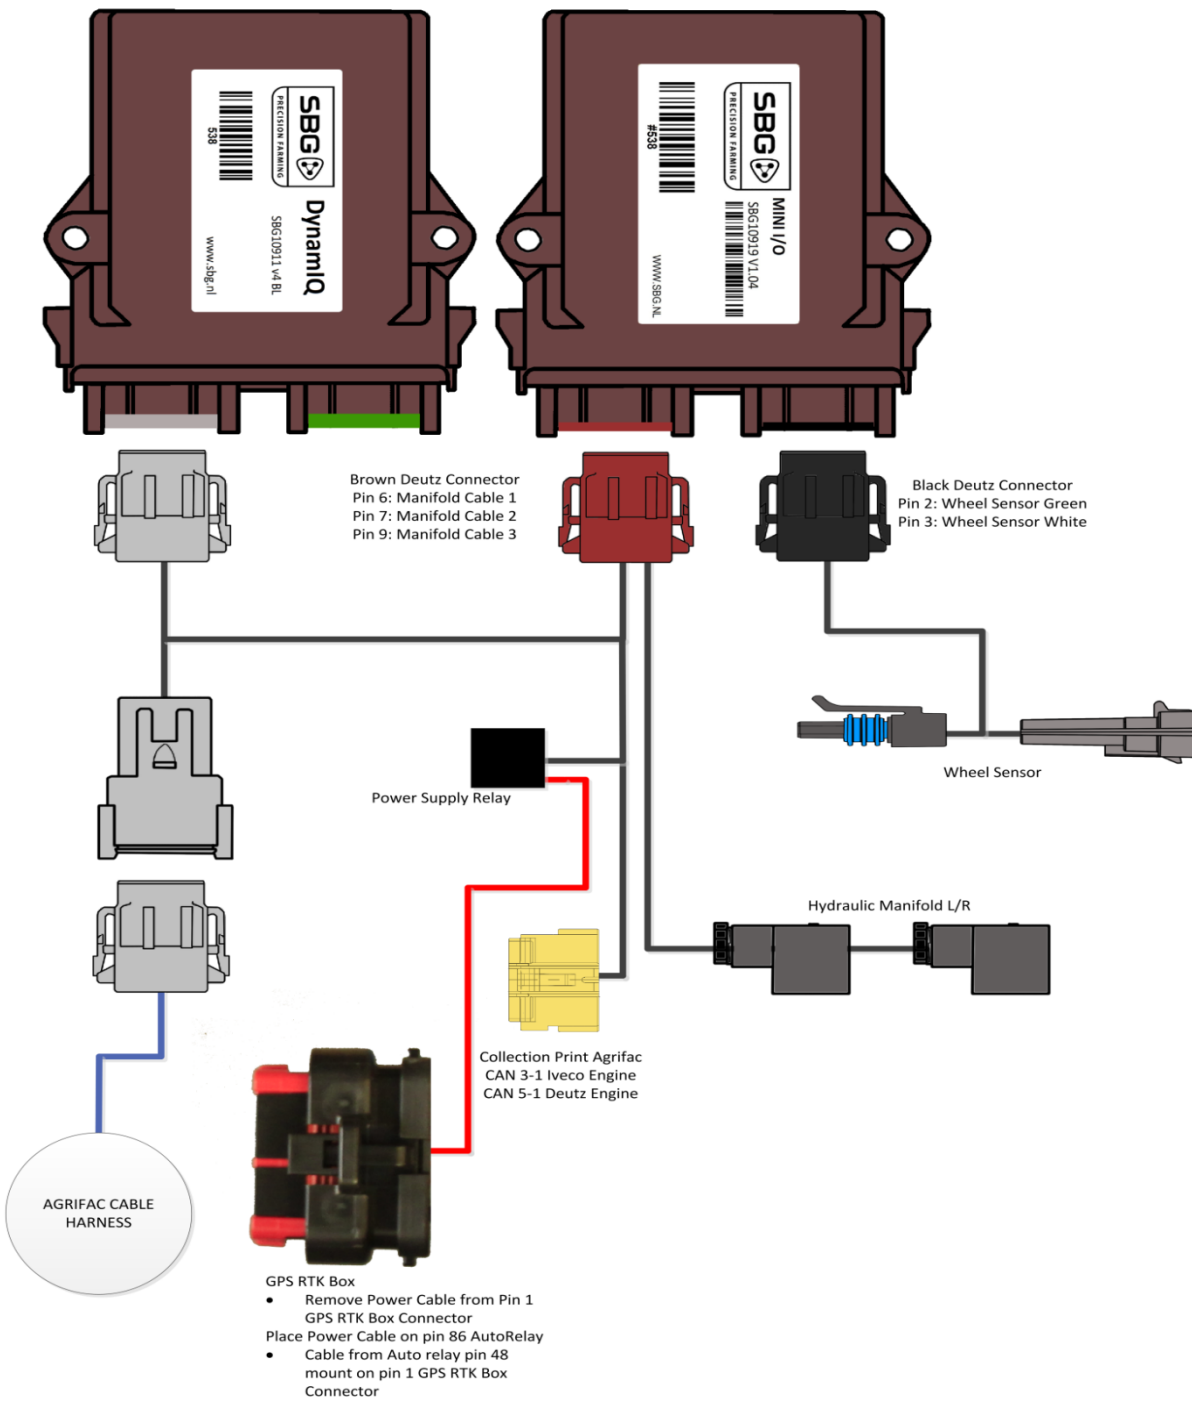 SBG
PRECISION FARMING
538
DynamIQ
SBG10911 v4 BL
www.sbg.nl
SBG
PRECISION FARMING
#538
MINI I/O
SBG10919 V1.04
WWW.SBG.NL
Brown Deutz Connector
Pin 6: Manifold Cable 1
Pin 7: Manifold Cable 2
Pin 9: Manifold Cable 3
Black Deutz Connector
Pin 2: Wheel Sensor Green
Pin 3: Wheel Sensor White
Wheel Sensor
Power Supply Relay
Hydraulic Manifold L/R
Collection Print Agrifac
CAN 3-1 Iveco Engine
CAN 5-1 Deutz Engine
AGRIFAC CABLE
HARNESS
GPS RTK Box
• Remove Power Cable from Pin 1
GPS RTK Box Connector
Place Power Cable on pin 86 AutoRelay
• Cable from Auto relay pin 48
mount on pin 1 GPS RTK Box
Connector